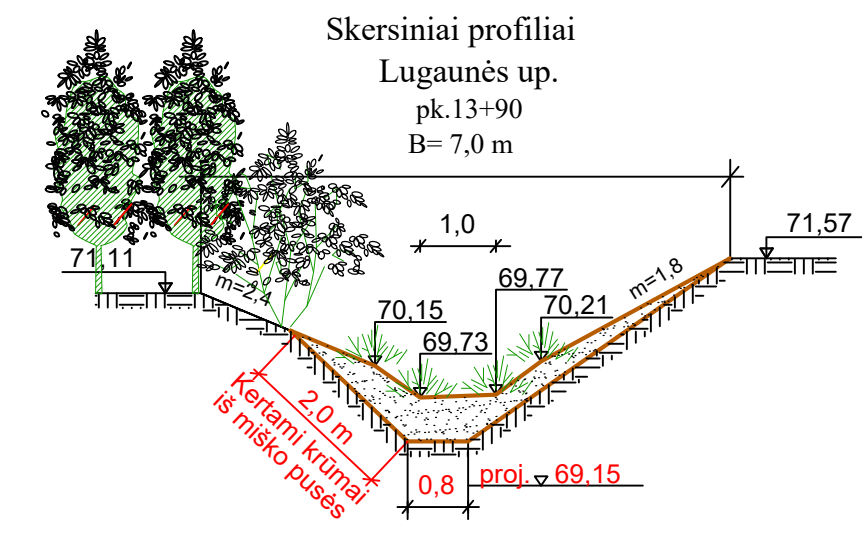 Skersiniai profiliai
Lugaunės up.
pk.13+90
B= 7,0 m
1,0
71,57
71,11
m=2,4
69,77
m=1,8
70,15
70,21
69,73
2,0 m
Kertami krūmai
iš miško pusės
0,8
proj. 69,15